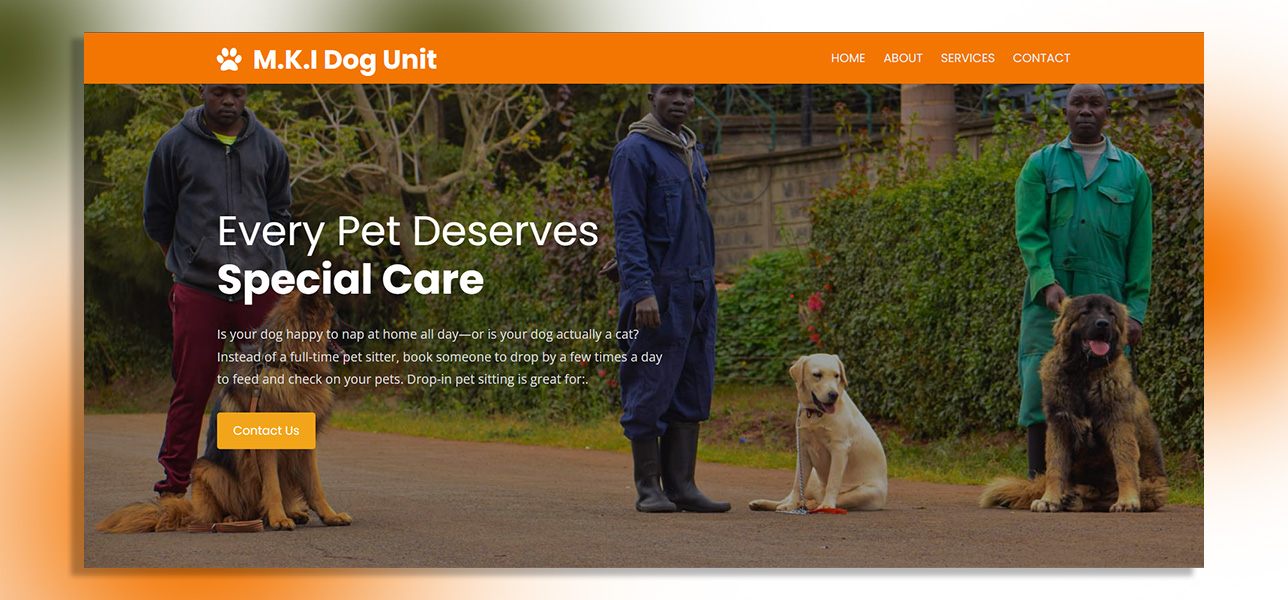 M.K.I Dog Unit
HOME ABOUT SERVICES CONTACT
Every Pet Deserves
Special Care
Is your dog happy to nap at home all day—or is your dog actually a cat?
Instead of a full-time pet sitter, book someone to drop by a few times a day
to feed and check on your pets. Drop-in pet sitting is great for:.
Contact Us